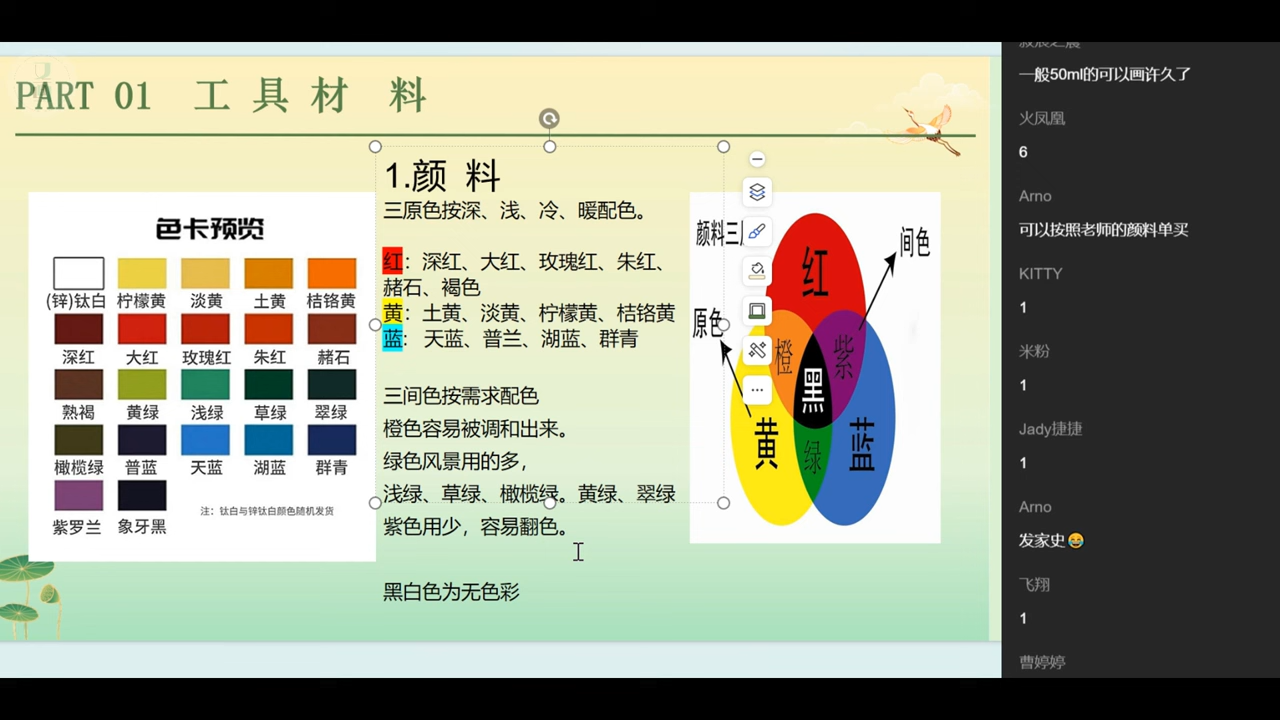 PART 01 工 具 材 料
色卡预览
(锌)钛白 柠檬黄 淡黄 土黄 桔铬黄
深红 大红 玫瑰红 朱红 赭石
熟褐 黄绿 浅绿 草绿 翠绿
橄榄绿 普蓝 天蓝 湖蓝 群青
紫罗兰 象牙黑
注：钛白与锌钛白颜色随机发货
1.颜 料
三原色按深、浅、冷、暖配色。
红：深红、大红、玫瑰红、朱红、
赭石、褐色
黄：土黄、淡黄、柠檬黄、桔铬黄
蓝： 天蓝、普兰、湖蓝、群青
三间色按需求配色
橙色容易被调和出来。
绿色风景用的多，
浅绿、草绿、橄榄绿。黄绿、翠绿
紫色用少，容易翻色。
黑白色为无色彩
颜料三
间色
红
原色
橙
紫
黑
黄
绿
蓝
一般50ml的可以画许久了
火凤凰
6
Arno
可以按照老师的颜料单买
KITTY
1
米粉
1
Jady捷捷
1
Arno
发家史😂
飞翔
1
曹婷婷